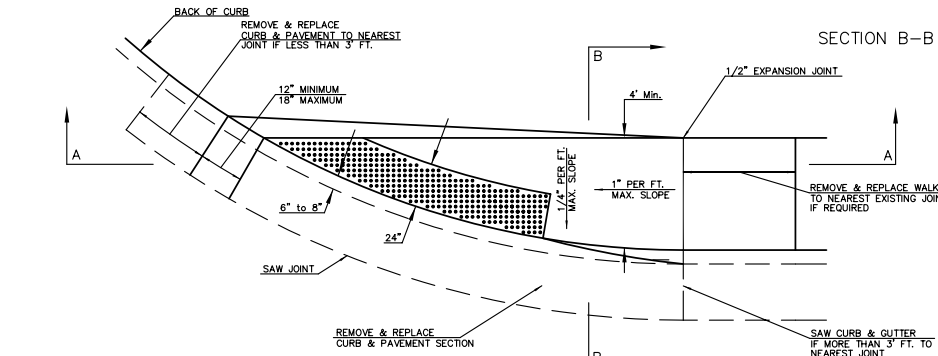 BACK OF CURB
REMOVE & REPLACE
CURB & PAVEMENT TO NEAREST
JOINT IF LESS THAN 3' FT.
B
SECTION B-B
1/2" EXPANSION JOINT
12" MINIMUM
18" MAXIMUM
4' Min.
A
A
1/4" PER FT.
MAX. SLOPE
1" PER FT.
MAX. SLOPE
REMOVE & REPLACE WALK
TO NEAREST EXISTING JOIN
IF REQUIRED
6" to 8"
24"
SAW JOINT
REMOVE & REPLACE
CURB & PAVEMENT SECTION
SAW CURB & GUTTER
IF MORE THAN 3' FT. TO
NEAREST JOINT